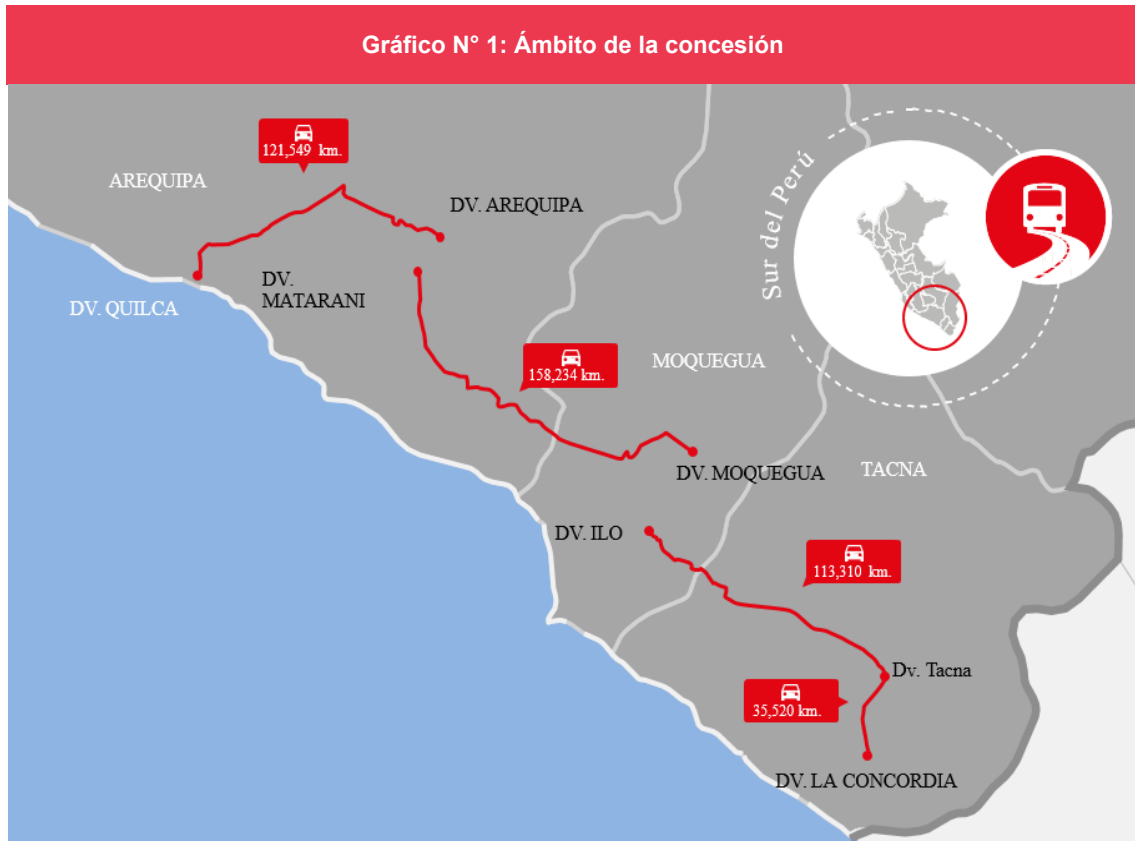 Gráfico N° 1: Ámbito de la concesión
121,549 km.
AREQUIPA
DV. AREQUIPA
DV.
MATARANI
DV. QUILCA
Sur del Perú
158,234 km.
MOQUEGUA
DV. MOQUEGUA
TACNA
DV. ILO
113,310 km.
Dv. Tacna
35,520 km.
DV. LA CONCORDIA